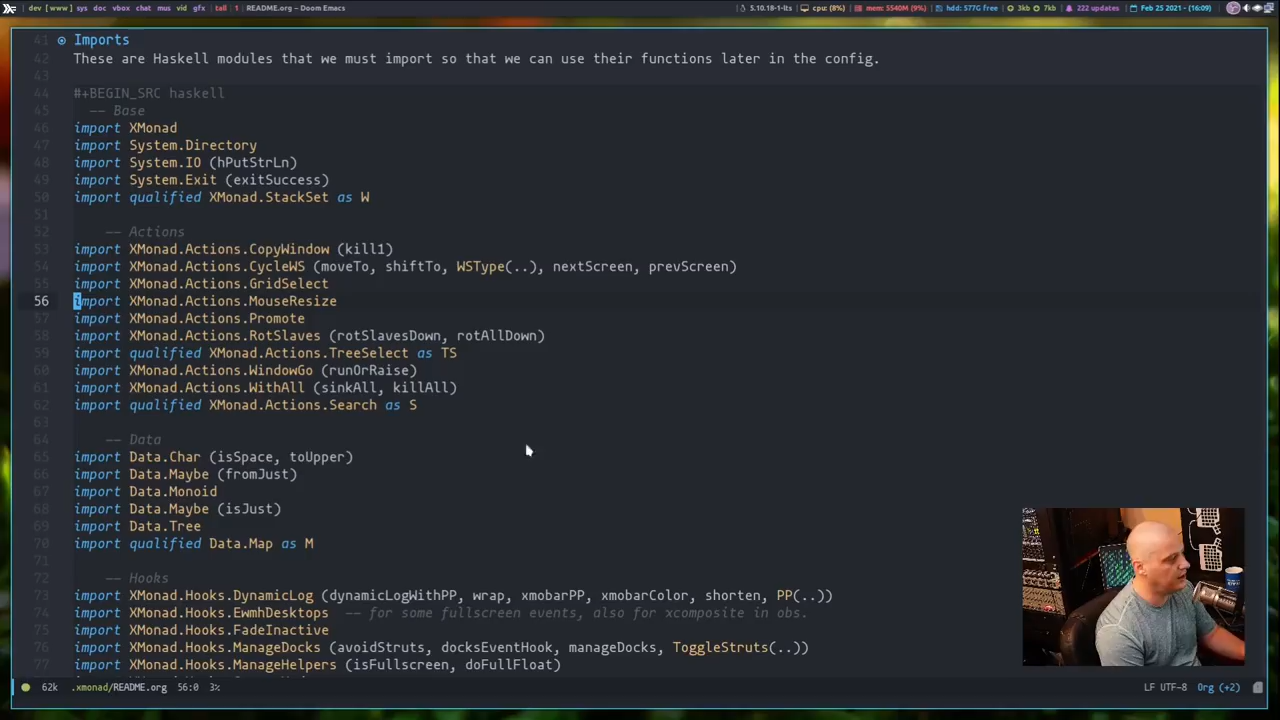 dev [ www ] sys doc vbox chat mus vid gfx | tall | 1 | README.org – Doom Emacs
5.10.18-1-lts cpu: (8%) mem: 5540M (9%) hdd: 577G free 3kb 7kb 222 updates Feb 25 2021 - (16:09)
41 Imports
42 These are Haskell modules that we must import so that we can use their functions later in the config.
43
44 #+BEGIN_SRC haskell
45 -- Base
46 import XMonad
47 import System.Directory
48 import System.IO (hPutStrLn)
49 import System.Exit (exitSuccess)
50 import qualified XMonad.StackSet as W
51
52 -- Actions
53 import XMonad.Actions.CopyWindow (kill1)
54 import XMonad.Actions.CycleWS (moveTo, shiftTo, WSType(..), nextScreen, prevScreen)
55 import XMonad.Actions.GridSelect
56 import XMonad.Actions.MouseResize
57 import XMonad.Actions.Promote
58 import XMonad.Actions.RotSlaves (rotSlavesDown, rotAllDown)
59 import qualified XMonad.Actions.TreeSelect as TS
60 import XMonad.Actions.WindowGo (runOrRaise)
61 import XMonad.Actions.WithAll (sinkAll, killAll)
62 import qualified XMonad.Actions.Search as S
63
64 -- Data
65 import Data.Char (isSpace, toUpper)
66 import Data.Maybe (fromJust)
67 import Data.Monoid
68 import Data.Maybe (isJust)
69 import Data.Tree
70 import qualified Data.Map as M
71
72 -- Hooks
73 import XMonad.Hooks.DynamicLog (dynamicLogWithPP, wrap, xmobarPP, xmobarColor, shorten, PP(..))
74 import XMonad.Hooks.EwmhDesktops -- for some fullscreen events, also for xcomposite in obs.
75 import XMonad.Hooks.FadeInactive
76 import XMonad.Hooks.ManageDocks (avoidStruts, docksEventHook, manageDocks, ToggleStruts(..))
77 import XMonad.Hooks.ManageHelpers (isFullscreen, doFullFloat)
62k .xmonad/README.org 56:0 3% LF UTF-8 Org (+2)